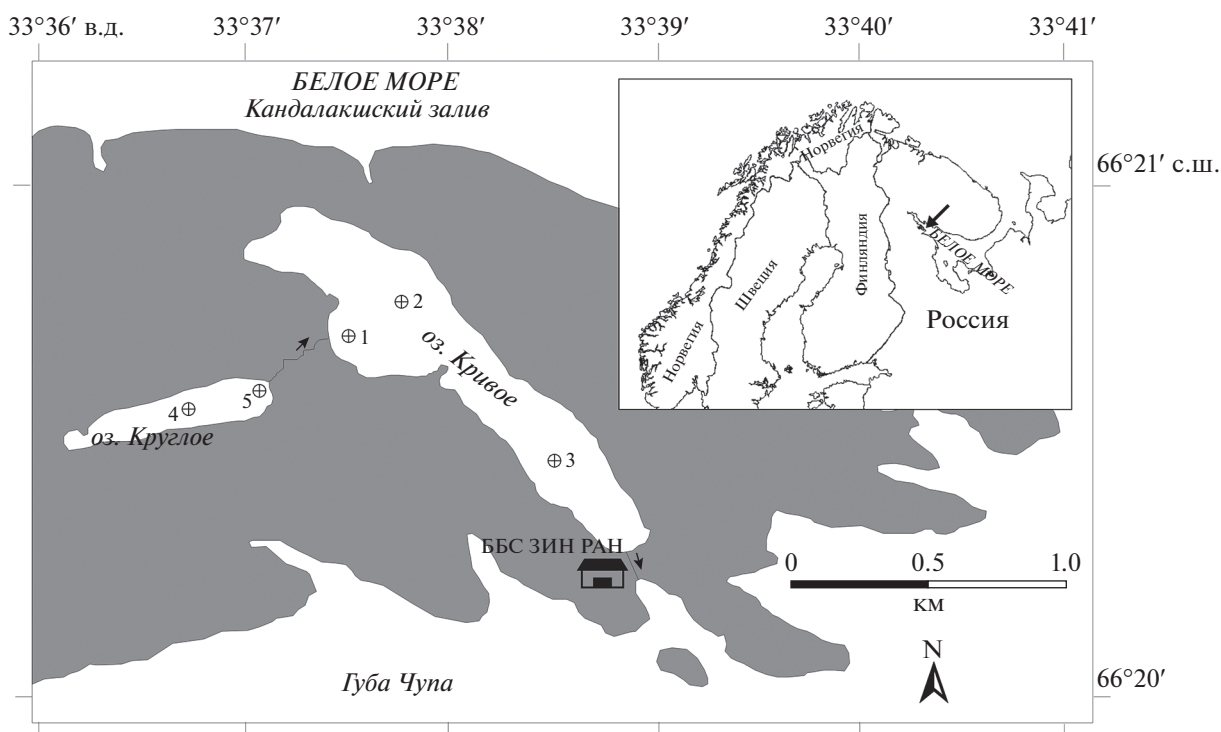 33°36′ в.д.
33°37′
33°38′
33°39′
33°40′
33°41′
БЕЛОЕ МОРЕ
Кандалакшский залив
66°21′ с.ш.
Норвегия
Швеция
Финляндия
БЕЛОЕ МОРЕ
Россия
Норвегия
2
1
оз. Кривое
4
5
оз. Круглое
3
ББС ЗИН РАН
0 0.5 1.0
км
N
Губа Чупа
66°20′